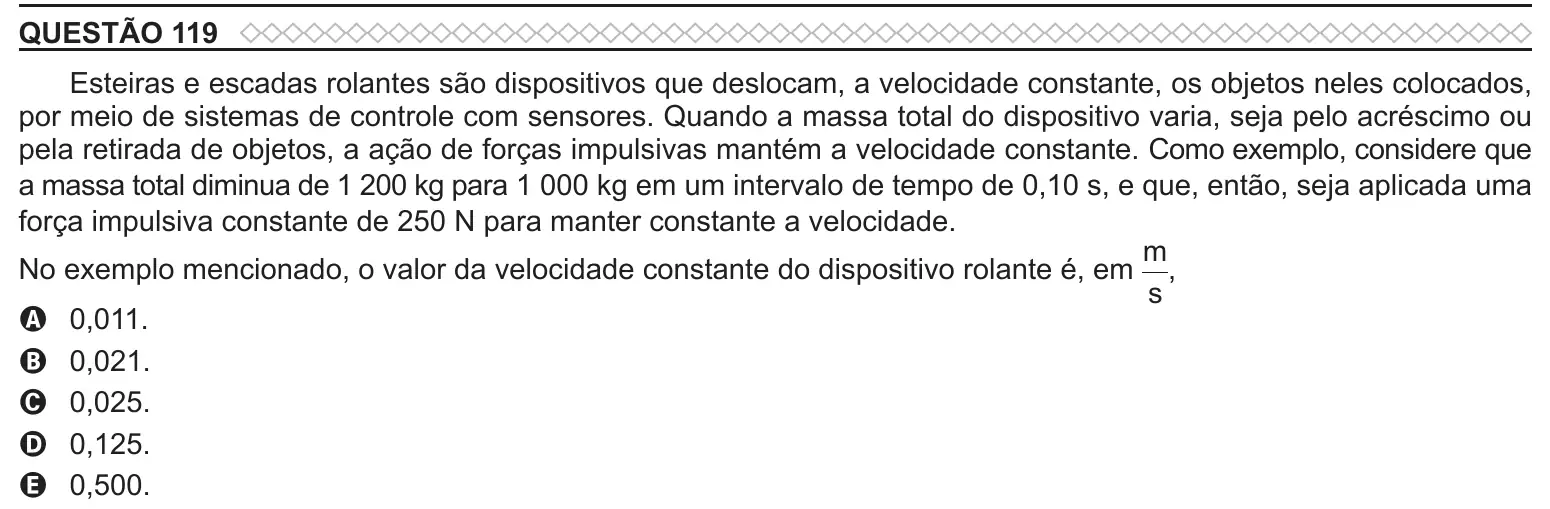 QUESTÃO 119
Esteiras e escadas rolantes são dispositivos que deslocam, a velocidade constante, os objetos neles colocados,
por meio de sistemas de controle com sensores. Quando a massa total do dispositivo varia, seja pelo acréscimo ou
pela retirada de objetos, a ação de forças impulsivas mantém a velocidade constante. Como exemplo, considere que
a massa total diminua de 1 200 kg para 1 000 kg em um intervalo de tempo de 0,10 s, e que, então, seja aplicada uma
força impulsiva constante de 250 N para manter constante a velocidade.
No exemplo mencionado, o valor da velocidade constante do dispositivo rolante é, em m/s,
A 0,011.
B 0,021.
C 0,025.
D 0,125.
E 0,500.